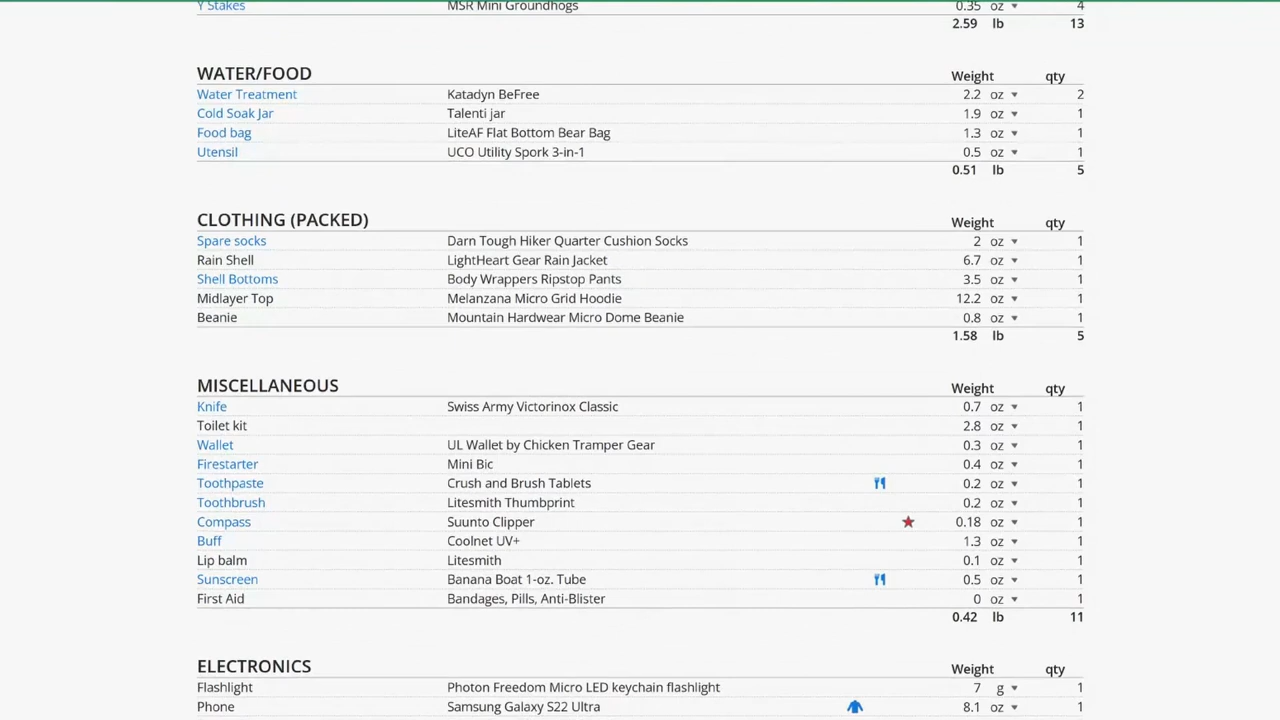 Y Stakes MSR Mini Groundhogs 0.35 oz 4
2.59 lb 13
WATER/FOOD Weight qty
Water Treatment Katadyn BeFree 2.2 oz 2
Cold Soak Jar Talenti jar 1.9 oz 1
Food bag LiteAF Flat Bottom Bear Bag 1.3 oz 1
Utensil UCO Utility Spork 3-in-1 0.5 oz 1
0.51 lb 5
CLOTHING (PACKED) Weight qty
Spare socks Darn Tough Hiker Quarter Cushion Socks 2 oz 1
Rain Shell LightHeart Gear Rain Jacket 6.7 oz 1
Shell Bottoms Body Wrappers Ripstop Pants 3.5 oz 1
Midlayer Top Melanzana Micro Grid Hoodie 12.2 oz 1
Beanie Mountain Hardwear Micro Dome Beanie 0.8 oz 1
1.58 lb 5
MISCELLANEOUS Weight qty
Knife Swiss Army Victorinox Classic 0.7 oz 1
Toilet kit 2.8 oz 1
Wallet UL Wallet by Chicken Tramper Gear 0.3 oz 1
Firestarter Mini Bic 0.4 oz 1
Toothpaste Crush and Brush Tablets 0.2 oz 1
Toothbrush Litesmith Thumbprint 0.2 oz 1
Compass Suunto Clipper 0.18 oz 1
Buff Coolnet UV+ 1.3 oz 1
Lip balm Litesmith 0.1 oz 1
Sunscreen Banana Boat 1-oz. Tube 0.5 oz 1
First Aid Bandages, Pills, Anti-Blister 0 oz 1
0.42 lb 11
ELECTRONICS Weight qty
Flashlight Photon Freedom Micro LED keychain flashlight 7 g 1
Phone Samsung Galaxy S22 Ultra 8.1 oz 1